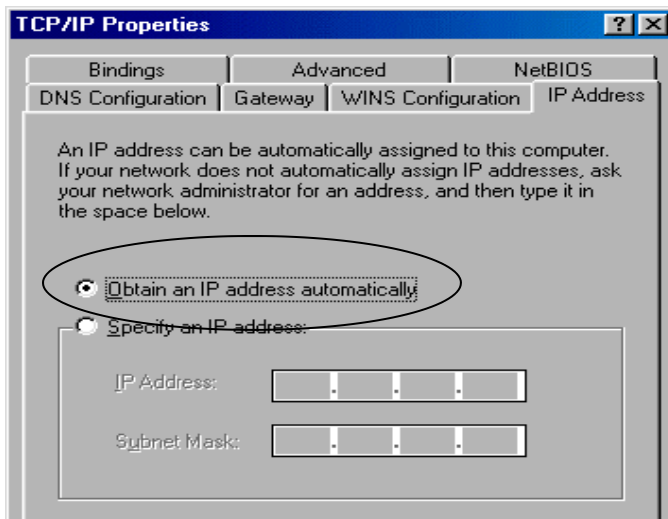 TCP/IP Properties
Bindings Advanced NetBIOS
DNS Configuration Gateway WINS Configuration IP Address
An IP address can be automatically assigned to this computer.
If your network does not automatically assign IP addresses, ask
your network administrator for an address, and then type it in
the space below.
Obtain an IP address automatically
Specify an IP address:
IP Address:
. . .
Subnet Mask:
. . .